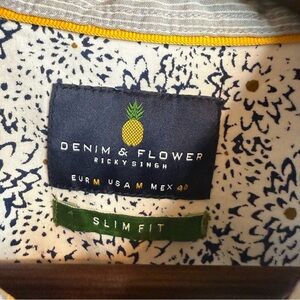 DENIM & FLOWER
RICKY SINGH
EUR M USA M MEX 40
SLIM FIT